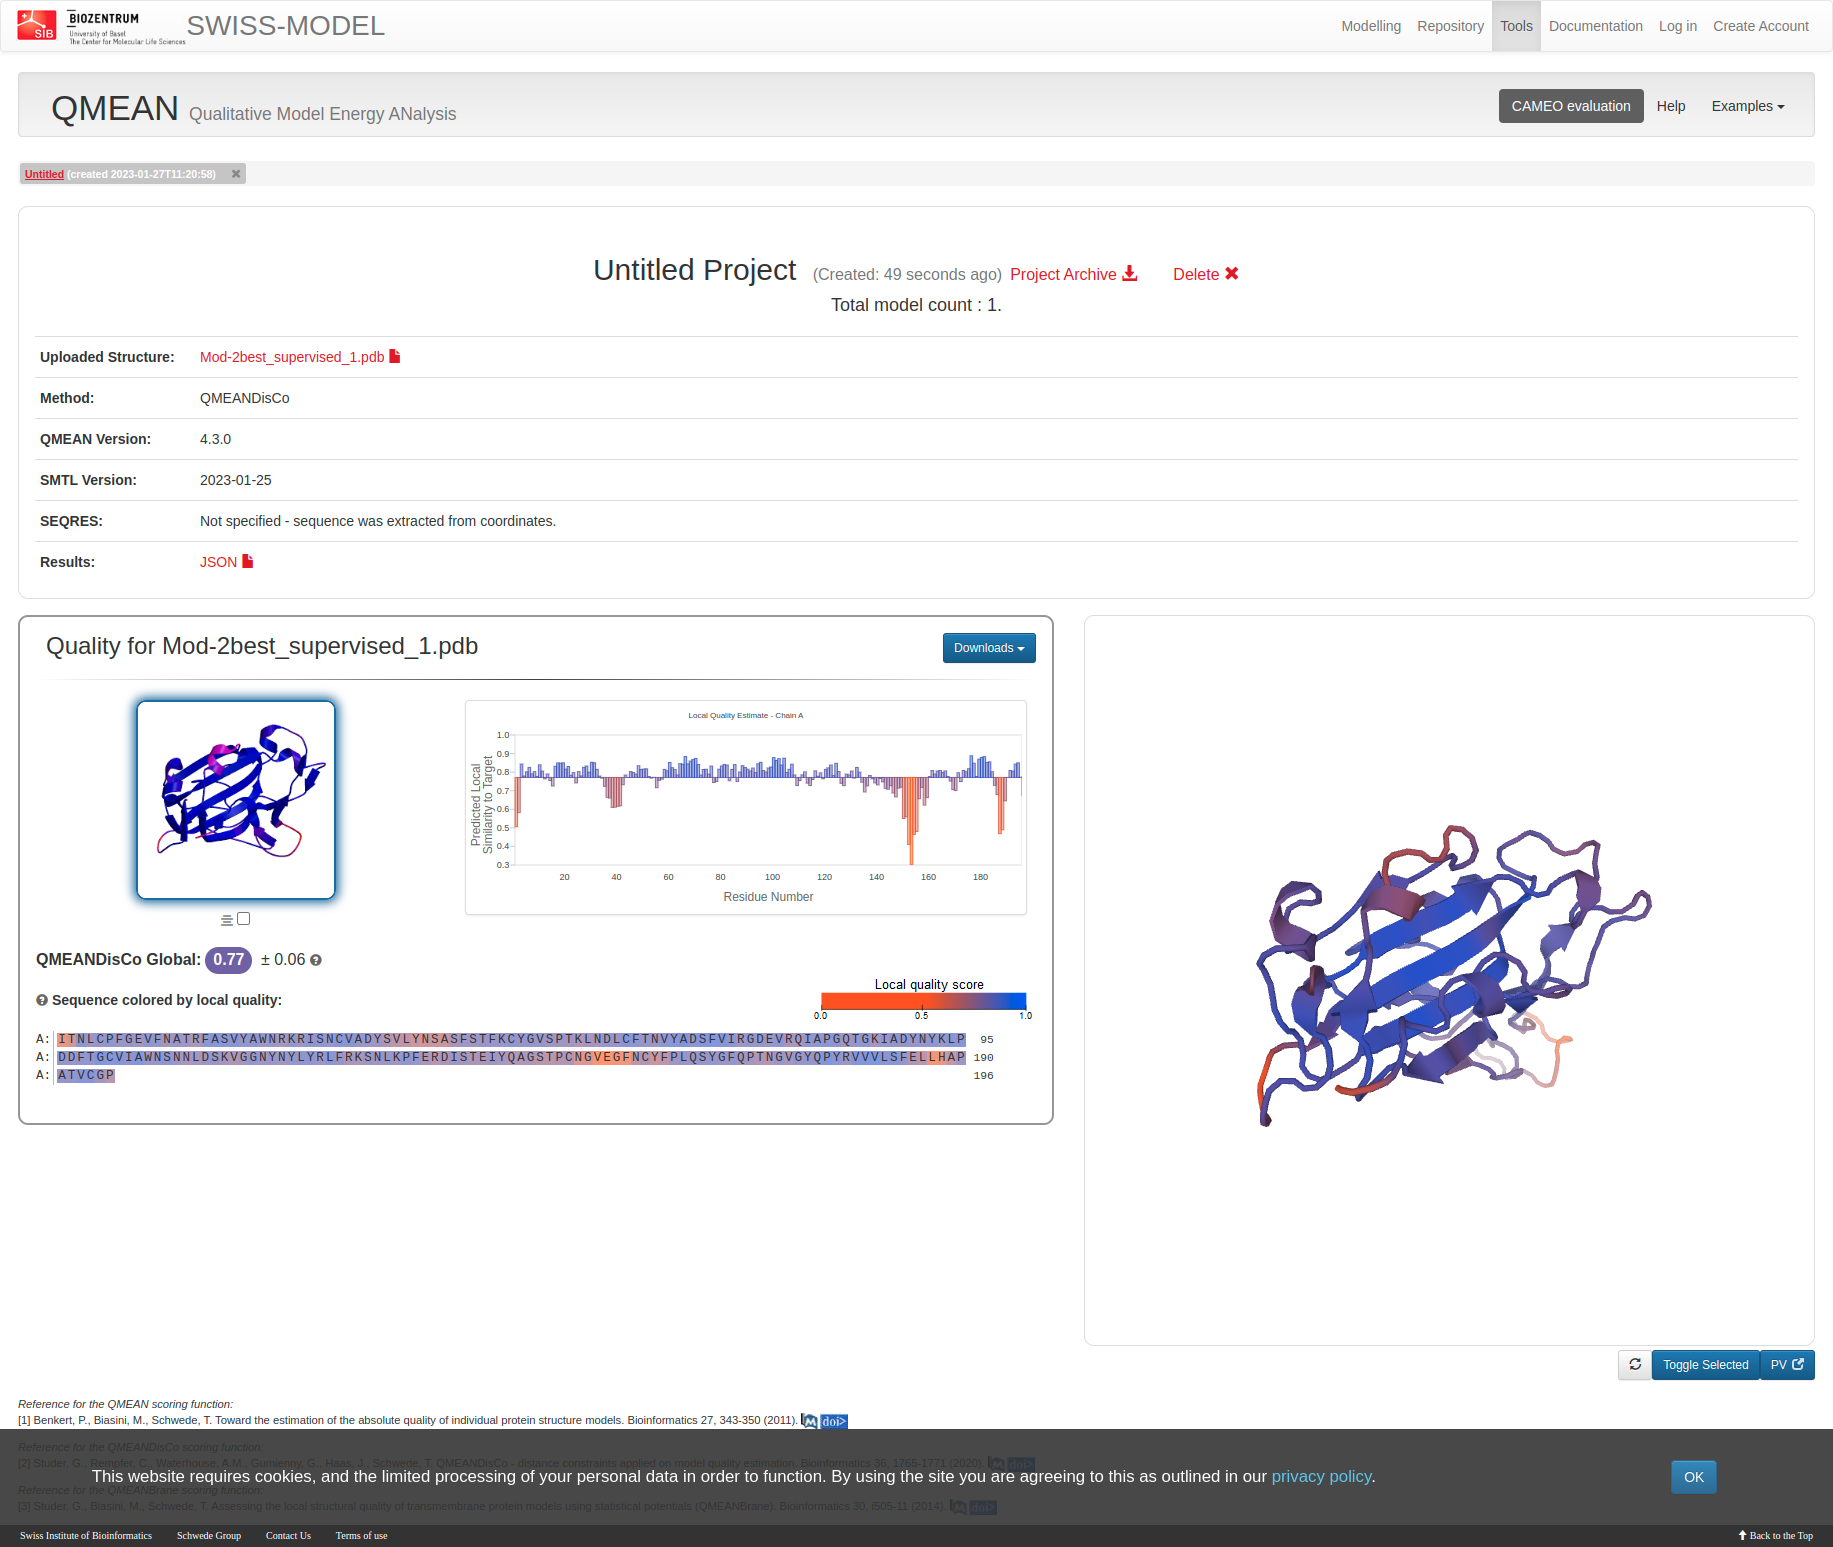 SIB
BIOZENTRUM
University of Basel
The Center for Molecular Life Sciences
SWISS-MODEL
Modelling Repository Tools Documentation Log in Create Account
QMEAN Qualitative Model Energy ANalysis
CAMEO evaluation Help Examples
Untitled (created 2023-01-27T11:20:58)
Untitled Project (Created: 49 seconds ago) Project Archive Delete
Total model count : 1.
Uploaded Structure: Mod-2best_supervised_1.pdb
Method: QMEANDisCo
QMEAN Version: 4.3.0
SMTL Version: 2023-01-25
SEQRES: Not specified - sequence was extracted from coordinates.
Results: JSON
Quality for Mod-2best_supervised_1.pdb
Downloads
Local Quality Estimate - Chain A
Predicted Local
Similarity to Target
1.0
0.9
0.8
0.7
0.6
0.5
0.4
0.3
20 40 60 80 100 120 140 160 180
Residue Number
QMEANDisCo Global: 0.77 ± 0.06
Sequence colored by local quality:
Local quality score
0.0 0.5 1.0
A: ITNLCPFGEVFNATRFASVYAWNRKRISNCVADYSVLYNSASFSTFKCYGVSPTKLNDLCFTNVYADSFVIRGDEVRQIAPGQTGKIADYNYKLP 95
A: DDFTGCVIAWNSNNLDSKVGGNYNYLYRLFRKSNLKPFERDISTEIYQAGSTPCNGVEGFNCYFPLQSYGFQPTNGVGYQPYRVVVLSFELLHAP 190
A: ATVCGP 196
Toggle Selected PV
Reference for the QMEAN scoring function:
[1] Benkert, P., Biasini, M., Schwede, T. Toward the estimation of the absolute quality of individual protein structure models. Bioinformatics 27, 343-350 (2011). M doi>
Reference for the QMEANDisCo scoring function:
[2] Studer, G., Rempfer, C., Waterhouse, A.M., Gumienny, G., Haas, J., Schwede, T. QMEANDisCo - distance constraints applied on model quality estimation. Bioinformatics 36, 1765-1771 (2020). M doi>
This website requires cookies, and the limited processing of your personal data in order to function. By using the site you are agreeing to this as outlined in our privacy policy.
OK
Reference for the QMEANBrane scoring function:
[3] Studer, G., Biasini, M., Schwede, T. Assessing the local structural quality of transmembrane protein models using statistical potentials (QMEANBrane). Bioinformatics 30, i505-11 (2014). M doi>
Swiss Institute of Bioinformatics Schwede Group Contact Us Terms of use
Back to the Top